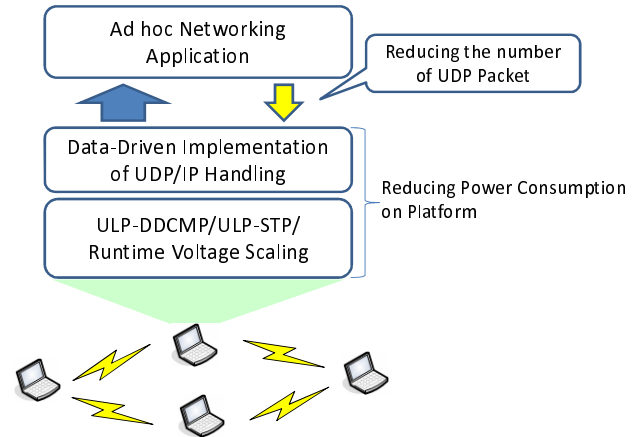 Ad hoc Networking
Application
Reducing the number
of UDP Packet
Data-Driven Implementation
of UDP/IP Handling
Reducing Power Consumption
on Platform
ULP-DDCMP/ULP-STP/
Runtime Voltage Scaling